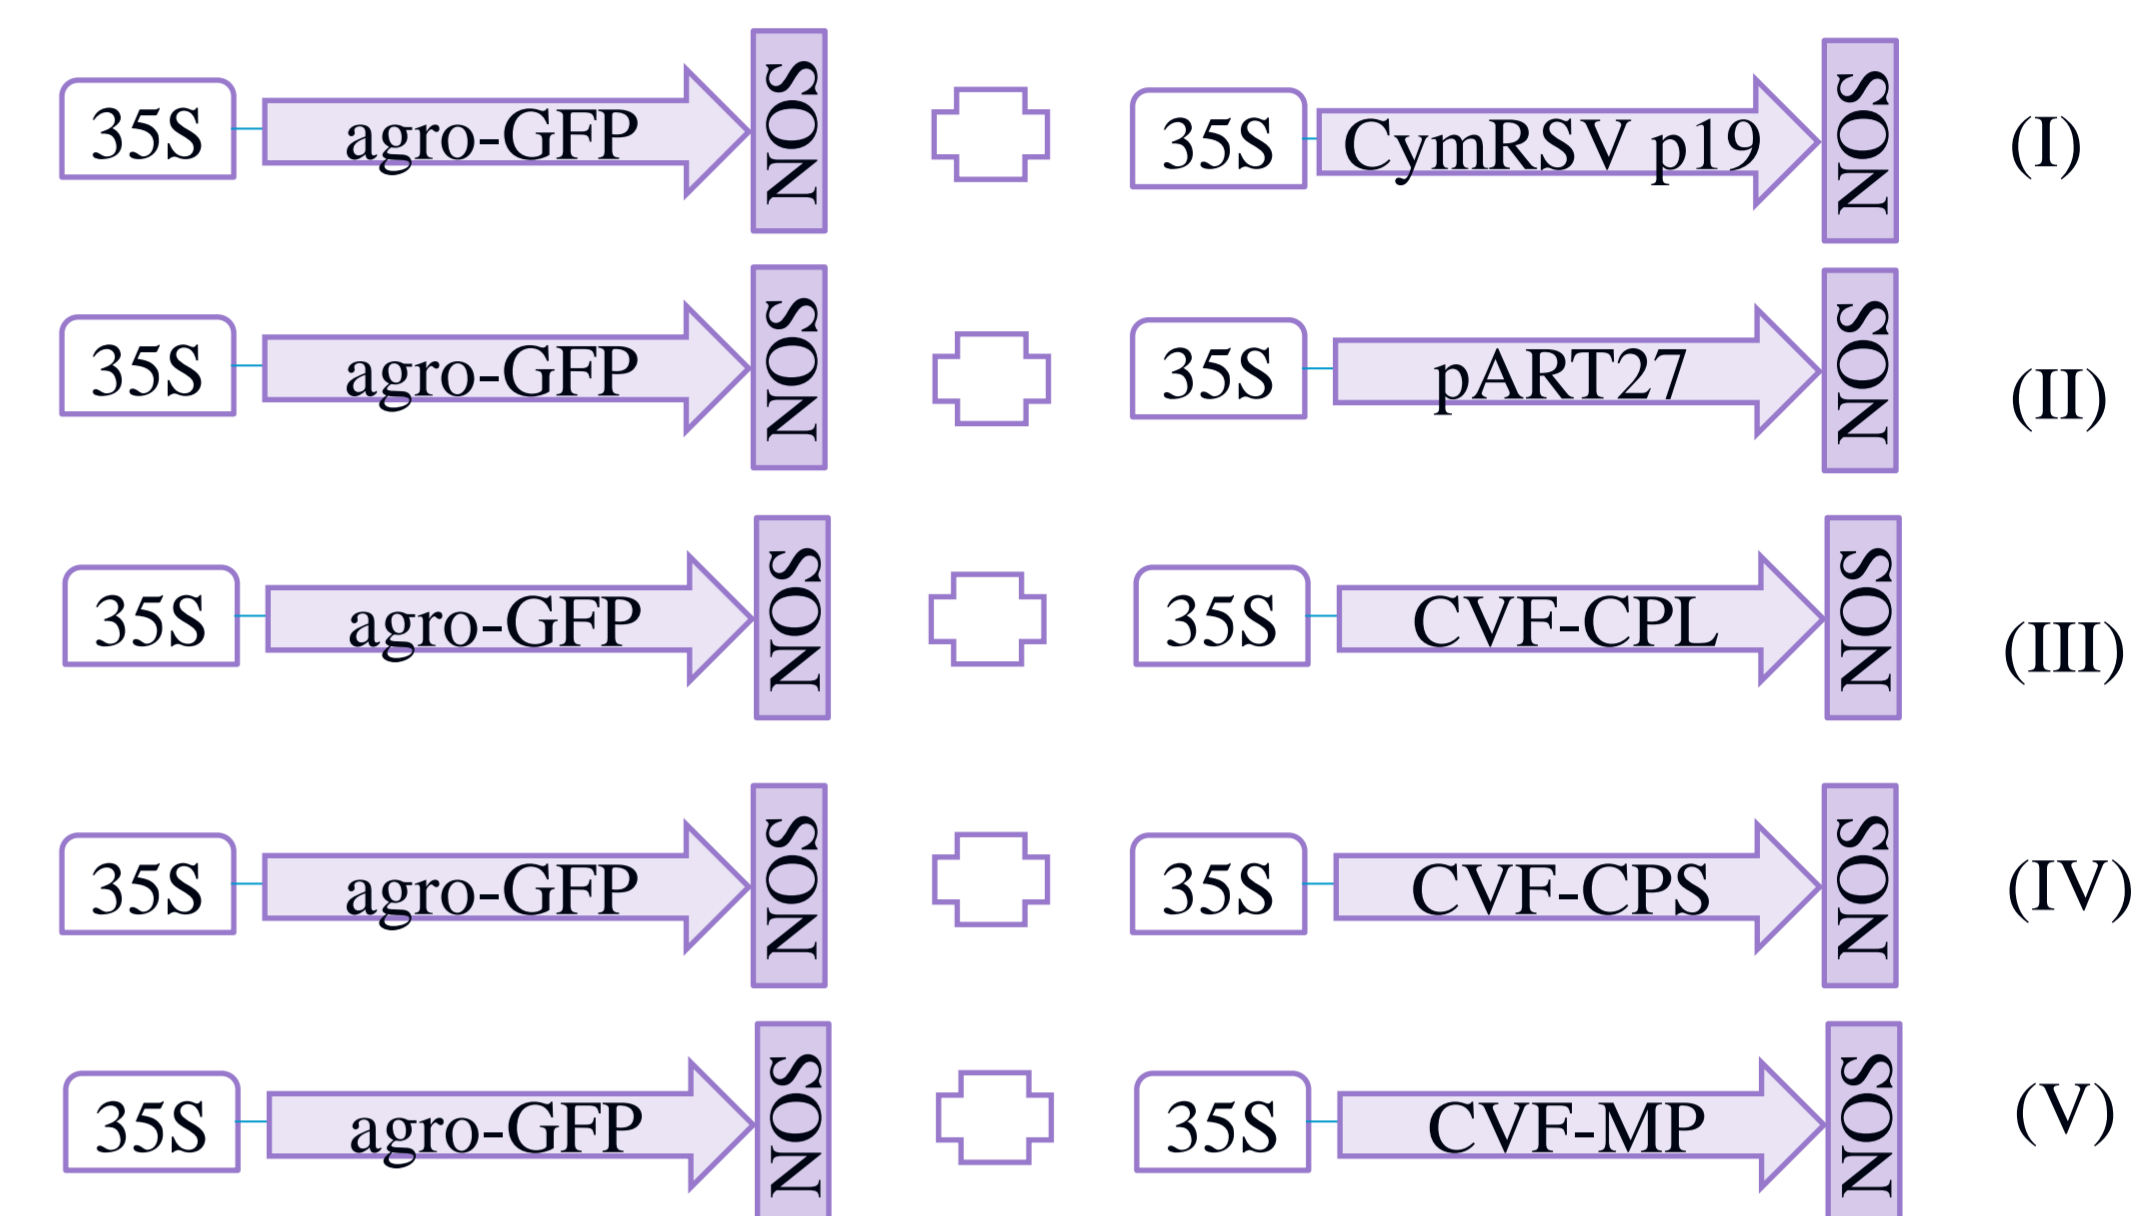 35S agro-GFP NOS 35S CymRSV p19 NOS (I)
35S agro-GFP NOS 35S pART27 NOS (II)
35S agro-GFP NOS 35S CVF-CPL NOS (III)
35S agro-GFP NOS 35S CVF-CPS NOS (IV)
35S agro-GFP NOS 35S CVF-MP NOS (V)